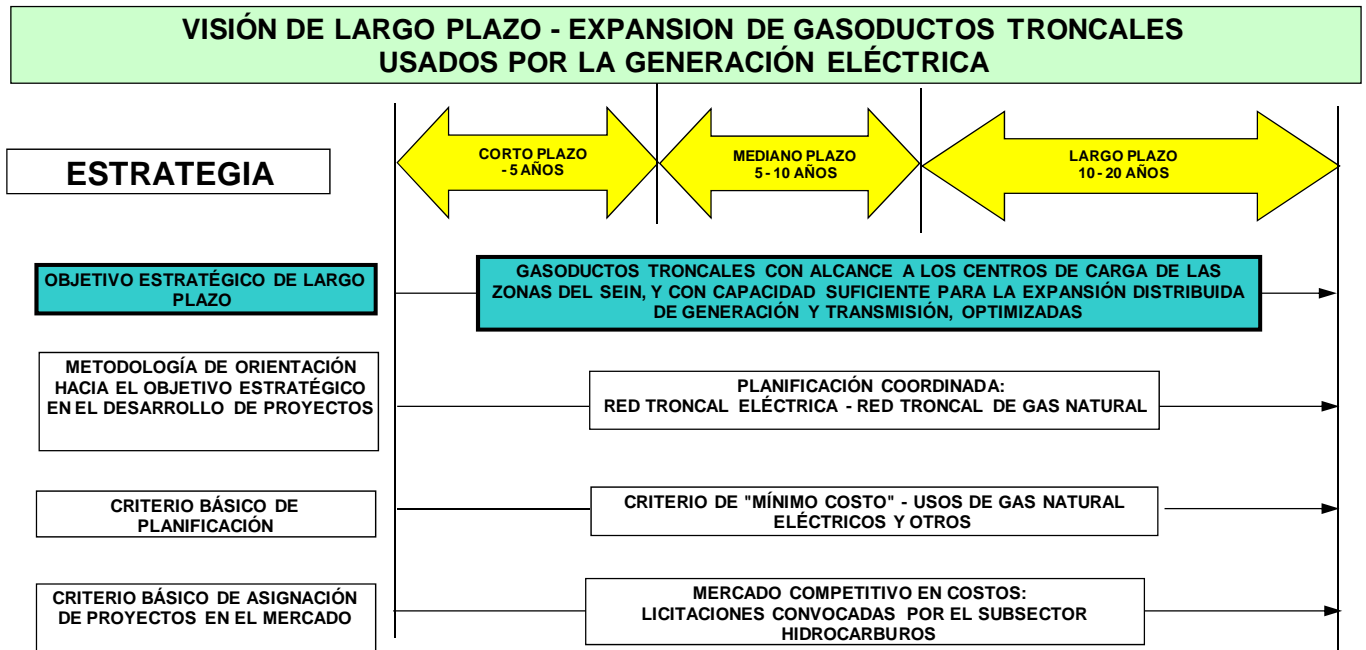 VISIÓN DE LARGO PLAZO - EXPANSION DE GASODUCTOS TRONCALES
USADOS POR LA GENERACIÓN ELÉCTRICA
ESTRATEGIA
CORTO PLAZO
- 5 AÑOS
MEDIANO PLAZO
5 - 10 AÑOS
LARGO PLAZO
10 - 20 AÑOS
OBJETIVO ESTRATÉGICO DE LARGO
PLAZO
GASODUCTOS TRONCALES CON ALCANCE A LOS CENTROS DE CARGA DE LAS
ZONAS DEL SEIN, Y CON CAPACIDAD SUFICIENTE PARA LA EXPANSIÓN DISTRIBUIDA
DE GENERACIÓN Y TRANSMISIÓN, OPTIMIZADAS
METODOLOGÍA DE ORIENTACIÓN
HACIA EL OBJETIVO ESTRATÉGICO
EN EL DESARROLLO DE PROYECTOS
PLANIFICACIÓN COORDINADA:
RED TRONCAL ELÉCTRICA - RED TRONCAL DE GAS NATURAL
CRITERIO BÁSICO DE
PLANIFICACIÓN
CRITERIO DE "MÍNIMO COSTO" - USOS DE GAS NATURAL
ELÉCTRICOS Y OTROS
CRITERIO BÁSICO DE ASIGNACIÓN
DE PROYECTOS EN EL MERCADO
MERCADO COMPETITIVO EN COSTOS:
LICITACIONES CONVOCADAS POR EL SUBSECTOR
HIDROCARBUROS